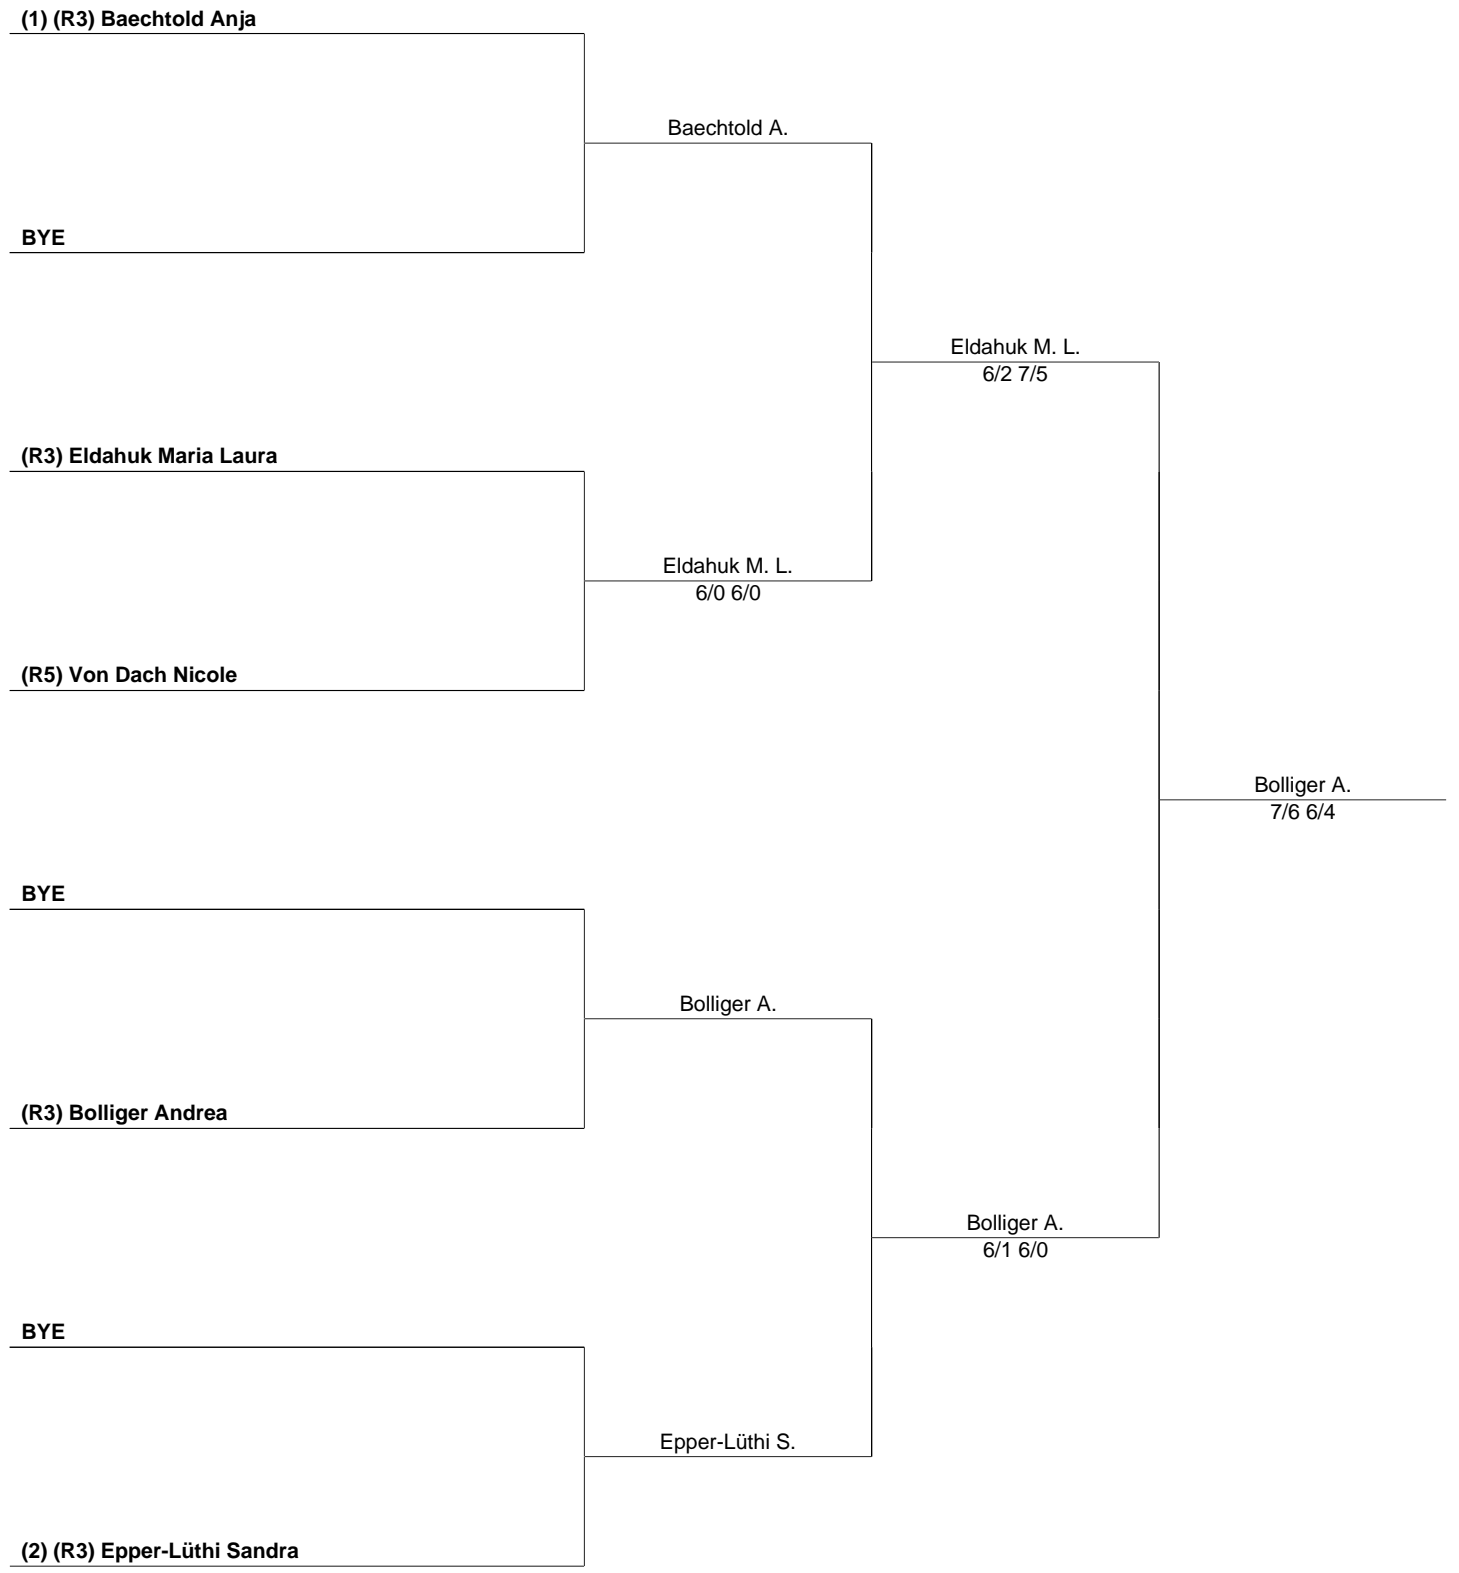 (1) (R3) Baechtold Anja
Baechtold A.
BYE
Eldahuk M. L.
6/2 7/5
(R3) Eldahuk Maria Laura
Eldahuk M. L.
6/0 6/0
(R5) Von Dach Nicole
Bolliger A.
7/6 6/4
BYE
Bolliger A.
(R3) Bolliger Andrea
Bolliger A.
6/1 6/0
BYE
Epper-Lüthi S.
(2) (R3) Epper-Lüthi Sandra